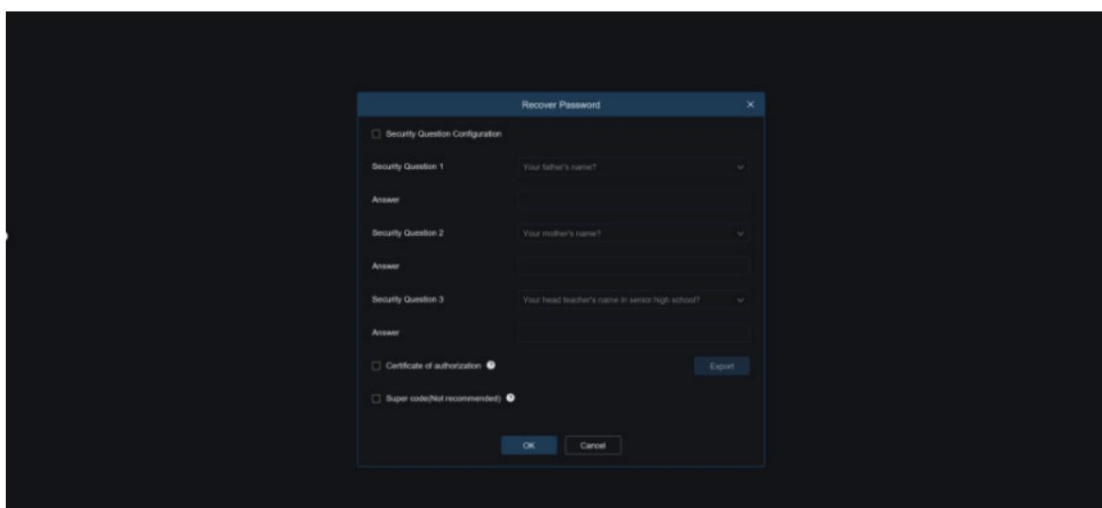 Recover Password
Security Question Configuration
Security Question 1 Your father's name?
Answer
Security Question 2 Your mother's name?
Answer
Security Question 3 Your head teacher's name in senior high school?
Answer
Certificate of authorization Export
Super code(Not recommended)
OK Cancel